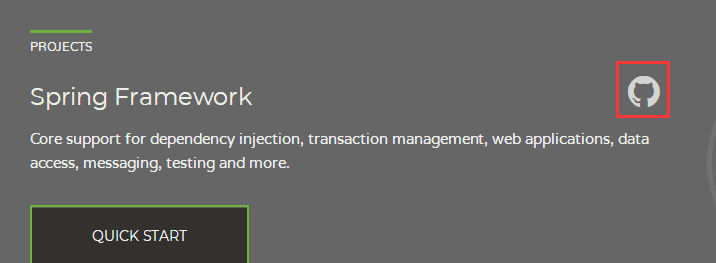 PROJECTS
Spring Framework
Core support for dependency injection, transaction management, web applications, data
access, messaging, testing and more.
QUICK START